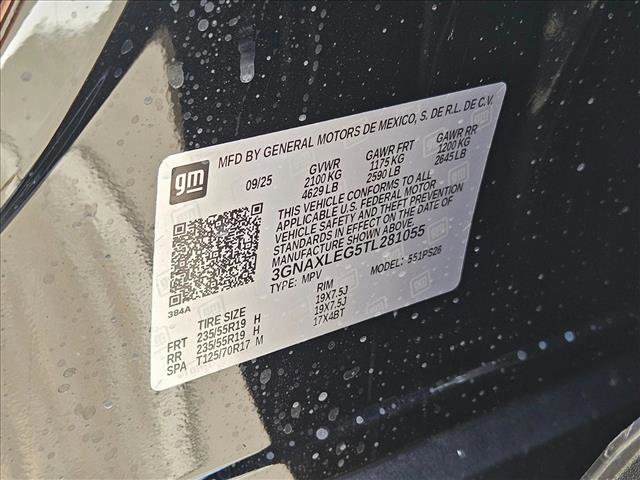 MFD BY GENERAL MOTORS DE MEXICO, S. DE R.L. DE C.V.
gm
09/25 GVWR GAWR FRT GAWR RR
2100 KG 1175 KG 1200 KG
4629 LB 2590 LB 2645 LB
THIS VEHICLE CONFORMS TO ALL
APPLICABLE U.S. FEDERAL MOTOR
VEHICLE SAFETY AND THEFT PREVENTION
STANDARDS IN EFFECT ON THE DATE OF
MANUFACTURE SHOWN ABOVE.
3GNAXLEG5TL281055
TYPE: MPV MODEL: 551PS26
384A
TIRE SIZE RIM
FRT 235/55R19 H 19X7.5J
RR 235/55R19 H 19X7.5J
SPA T125/70R17 M 17X4BT